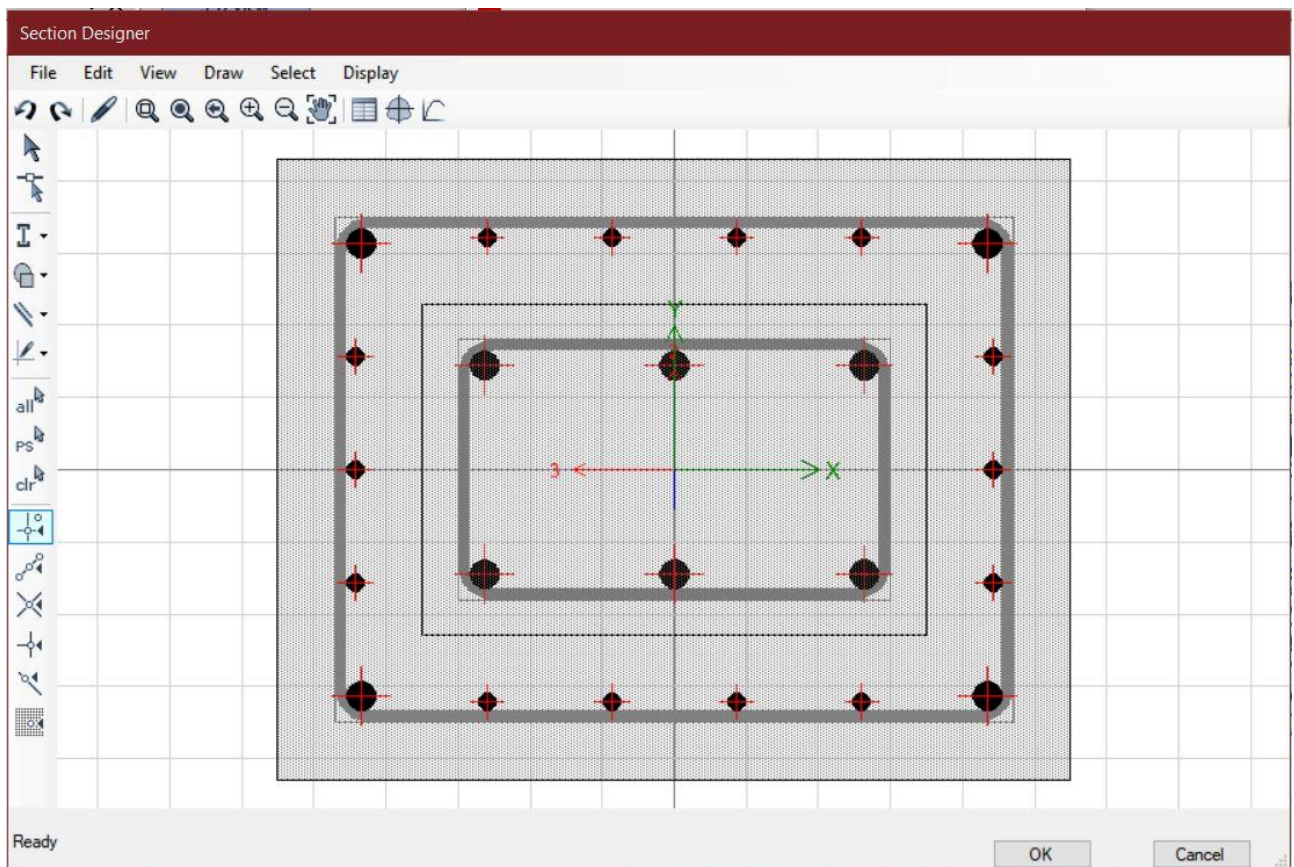 Section Designer
File Edit View Draw Select Display
all
PS
clr
Y
3 X
Ready
OK Cancel